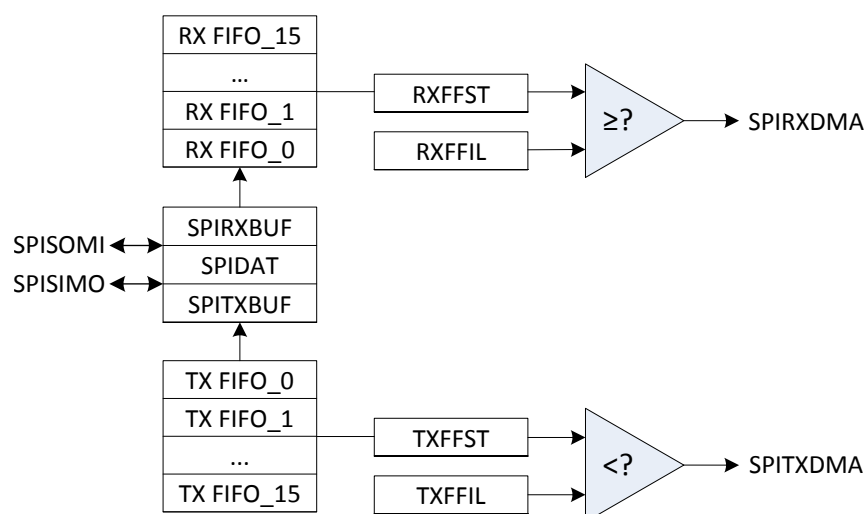 RX FIFO_15
...
RX FIFO_1
RX FIFO_0
RXFFST
RXFFIL
≥?
SPIRXDMA
SPISOMI
SPISIMO
SPIRXBUF
SPIDAT
SPITXBUF
TX FIFO_0
TX FIFO_1
...
TX FIFO_15
TXFFST
TXFFIL
<?
SPITXDMA